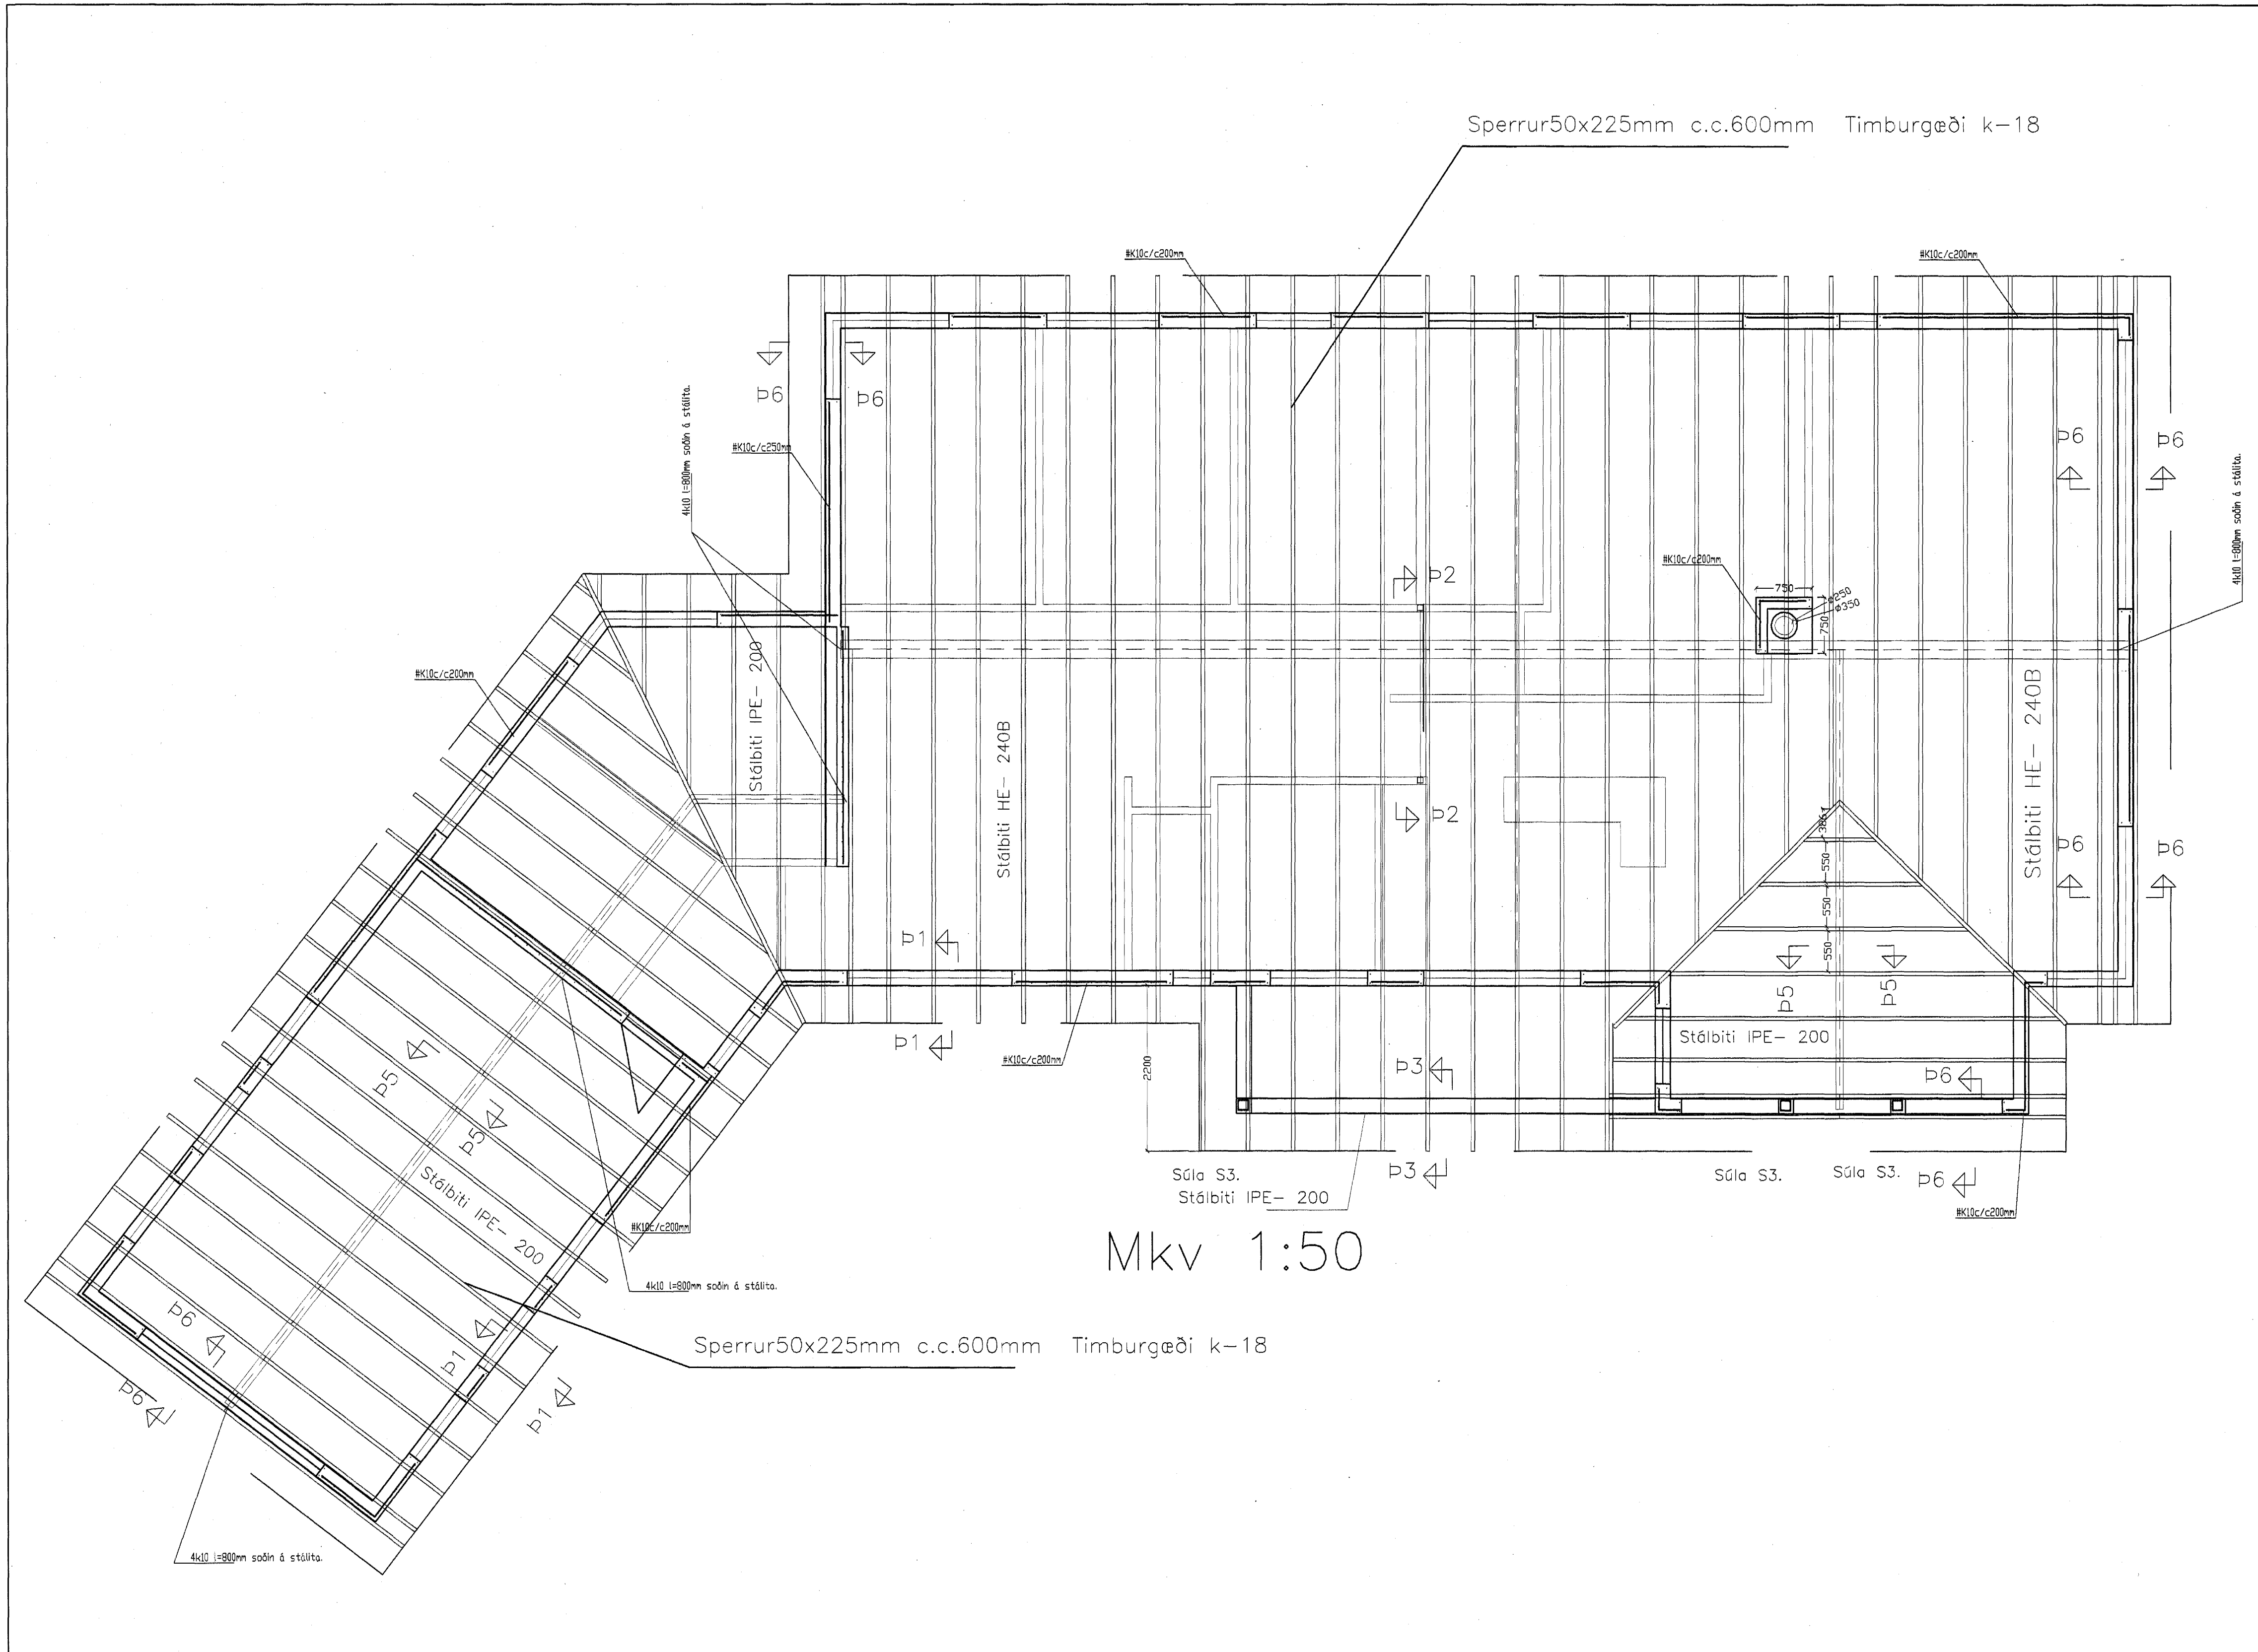 Sperrur50x225mm c.c.600mm Timburgæði k-18
#K10c/c200mm
#K10c/c200mm
Þ6
Þ6
4k10 l=800mm soðin á stálita.
#K10c/c250mm
Þ6
Þ6
4k10 l=800mm soðin á stálita.
Þ2
#K10c/c200mm
750
ø250
ø350
750
#K10c/c200mm
Stálbiti IPE- 200
Stálbiti HE- 240B
Stálbiti HE- 240B
Þ2
386
550
550
550
Þ6
Þ6
Þ1
Þ5
Þ5
Þ1
#K10c/c200mm
2200
Þ3
Stálbiti IPE- 200
Þ6
Þ5
Þ5
Stálbiti IPE- 200
Súla S3.
Stálbiti IPE- 200
Þ3
Súla S3.
Súla S3.
Þ6
#K10c/c200mm
#K10c/c200mm
Mkv 1:50
4k10 l=800mm soðin á stálita.
Þ6
Þ1
Sperrur50x225mm c.c.600mm Timburgæði k-18
Þ6
Þ1
4k10 l=800mm soðin á stálita.